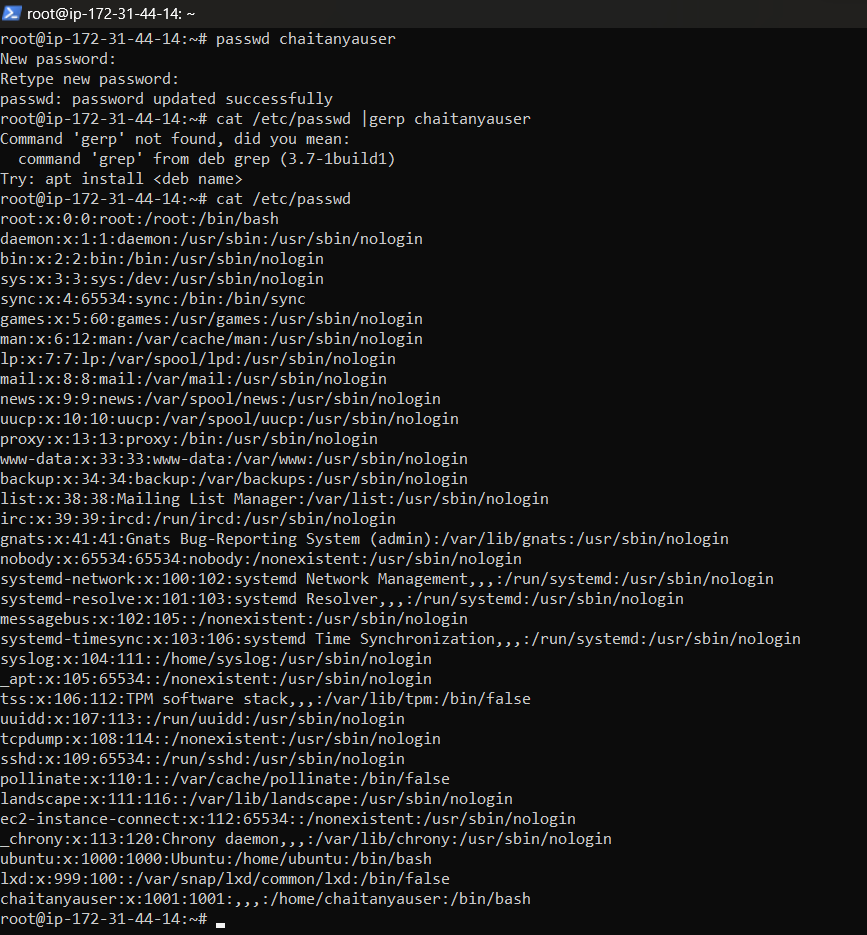 root@ip-172-31-44-14: ~
root@ip-172-31-44-14:~# passwd chaitanyauser
New password:
Retype new password:
passwd: password updated successfully
root@ip-172-31-44-14:~# cat /etc/passwd |gerp chaitanyauser
Command 'gerp' not found, did you mean:
  command 'grep' from deb grep (3.7-1build1)
Try: apt install <deb name>
root@ip-172-31-44-14:~# cat /etc/passwd
root:x:0:0:root:/root:/bin/bash
daemon:x:1:1:daemon:/usr/sbin:/usr/sbin/nologin
bin:x:2:2:bin:/bin:/usr/sbin/nologin
sys:x:3:3:sys:/dev:/usr/sbin/nologin
sync:x:4:65534:sync:/bin:/bin/sync
games:x:5:60:games:/usr/games:/usr/sbin/nologin
man:x:6:12:man:/var/cache/man:/usr/sbin/nologin
lp:x:7:7:lp:/var/spool/lpd:/usr/sbin/nologin
mail:x:8:8:mail:/var/mail:/usr/sbin/nologin
news:x:9:9:news:/var/spool/news:/usr/sbin/nologin
uucp:x:10:10:uucp:/var/spool/uucp:/usr/sbin/nologin
proxy:x:13:13:proxy:/bin:/usr/sbin/nologin
www-data:x:33:33:www-data:/var/www:/usr/sbin/nologin
backup:x:34:34:backup:/var/backups:/usr/sbin/nologin
list:x:38:38:Mailing List Manager:/var/list:/usr/sbin/nologin
irc:x:39:39:ircd:/run/ircd:/usr/sbin/nologin
gnats:x:41:41:Gnats Bug-Reporting System (admin):/var/lib/gnats:/usr/sbin/nologin
nobody:x:65534:65534:nobody:/nonexistent:/usr/sbin/nologin
systemd-network:x:100:102:systemd Network Management,,,:/run/systemd:/usr/sbin/nologin
systemd-resolve:x:101:103:systemd Resolver,,,:/run/systemd:/usr/sbin/nologin
messagebus:x:102:105::/nonexistent:/usr/sbin/nologin
systemd-timesync:x:103:106:systemd Time Synchronization,,,:/run/systemd:/usr/sbin/nologin
syslog:x:104:111::/home/syslog:/usr/sbin/nologin
_apt:x:105:65534::/nonexistent:/usr/sbin/nologin
tss:x:106:112:TPM software stack,,,:/var/lib/tpm:/bin/false
uuidd:x:107:113::/run/uuidd:/usr/sbin/nologin
tcpdump:x:108:114::/nonexistent:/usr/sbin/nologin
sshd:x:109:65534::/run/sshd:/usr/sbin/nologin
pollinate:x:110:1::/var/cache/pollinate:/bin/false
landscape:x:111:116::/var/lib/landscape:/usr/sbin/nologin
ec2-instance-connect:x:112:65534::/nonexistent:/usr/sbin/nologin
_chrony:x:113:120:Chrony daemon,,,:/var/lib/chrony:/usr/sbin/nologin
ubuntu:x:1000:1000:Ubuntu:/home/ubuntu:/bin/bash
lxd:x:999:100::/var/snap/lxd/common/lxd:/bin/false
chaitanyauser:x:1001:1001:,,,:/home/chaitanyauser:/bin/bash
root@ip-172-31-44-14:~#